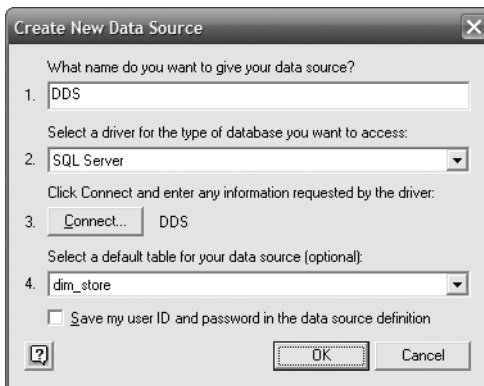 Create New Data Source
What name do you want to give your data source?
1. DDS
Select a driver for the type of database you want to access:
2. SQL Server
Click Connect and enter any information requested by the driver:
3. Connect... DDS
Select a default table for your data source (optional):
4. dim_store
Save my user ID and password in the data source definition
? OK Cancel